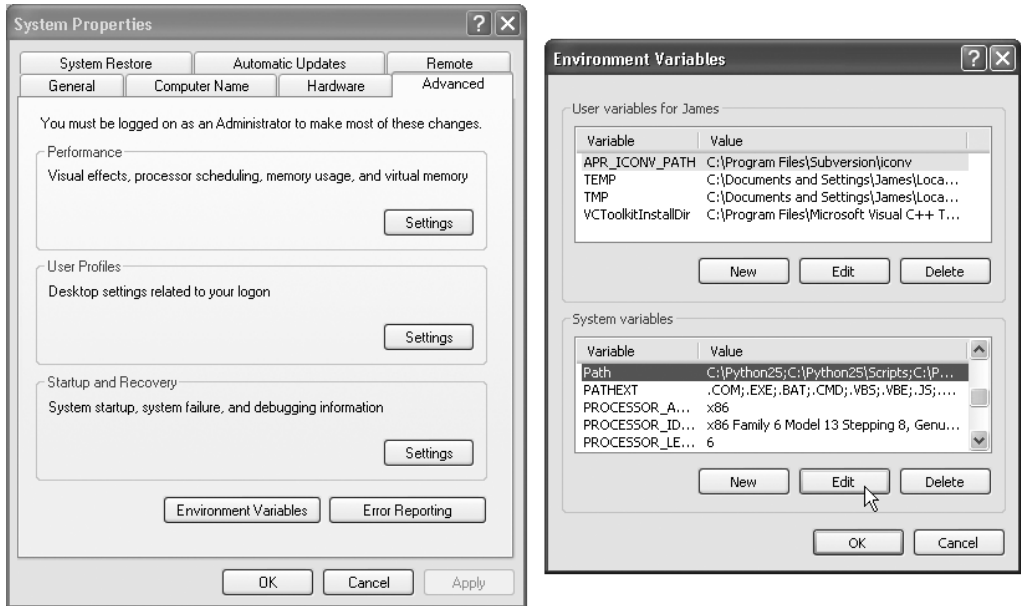 System Properties
System Restore Automatic Updates Remote
General Computer Name Hardware Advanced
You must be logged on as an Administrator to make most of these changes.
Performance
Visual effects, processor scheduling, memory usage, and virtual memory
Settings
User Profiles
Desktop settings related to your logon
Settings
Startup and Recovery
System startup, system failure, and debugging information
Settings
Environment Variables Error Reporting
OK Cancel Apply
Environment Variables
User variables for James
Variable Value
APR_ICONV_PATH C:\Program Files\Subversion\iconv
TEMP C:\Documents and Settings\James\Loca...
TMP C:\Documents and Settings\James\Loca...
VCToolkitInstallDir C:\Program Files\Microsoft Visual C++ T...
New Edit Delete
System variables
Variable Value
Path C:\Python25;C:\Python25\Scripts;C:\P...
PATHEXT .COM;.EXE;.BAT;.CMD;.VBS;.VBE;.JS;....
PROCESSOR_A... x86
PROCESSOR_ID... x86 Family 6 Model 13 Stepping 8, Genu...
PROCESSOR_LE... 6
New Edit Delete
OK Cancel